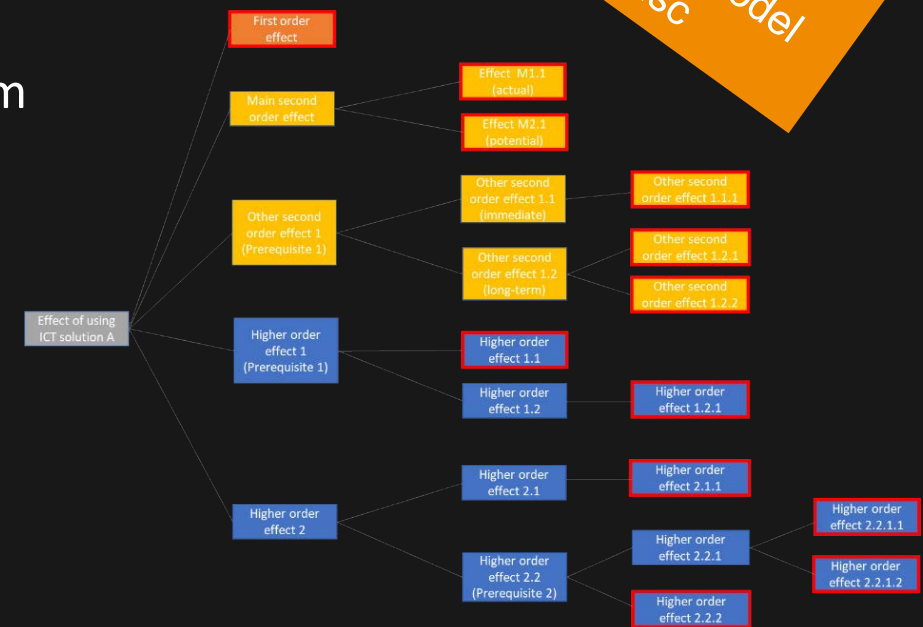 m
odel
sc
First order
effect
Main second
order effect
Effect M1.1
(actual)
Effect M2.1
(potential)
Other second
order effect 1
(Prerequisite 1)
Other second
order effect 1.1
(immediate)
Other second
order effect 1.1.1
Other second
order effect 1.2
(long-term)
Other second
order effect 1.2.1
Other second
order effect 1.2.2
Effect of using
ICT solution A
Higher order
effect 1
(Prerequisite 1)
Higher order
effect 1.1
Higher order
effect 1.2
Higher order
effect 1.2.1
Higher order
effect 2
Higher order
effect 2.1
Higher order
effect 2.1.1
Higher order
effect 2.2
(Prerequisite 2)
Higher order
effect 2.2.1
Higher order
effect 2.2.1.1
Higher order
effect 2.2.1.2
Higher order
effect 2.2.2